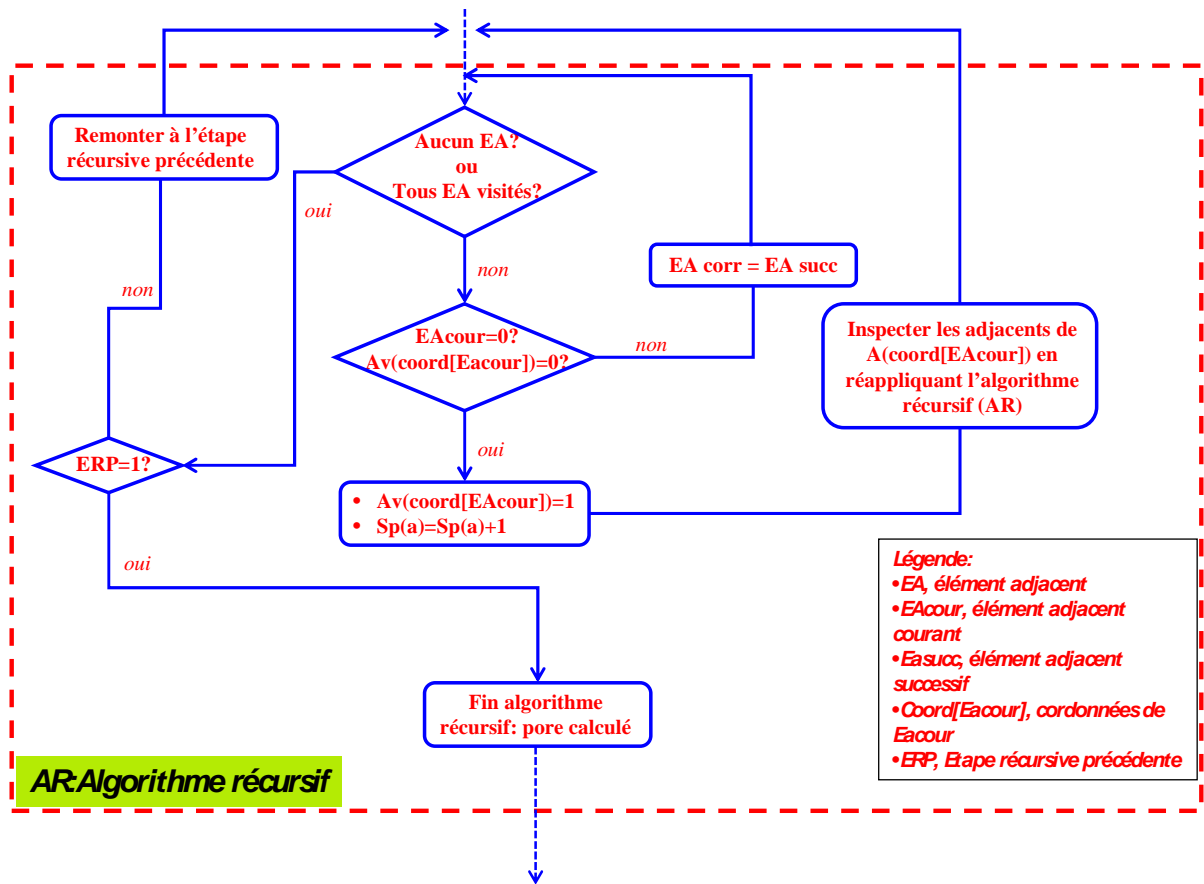 Remonter à l'étape
récursive précédente
Aucun EA?
ou
Tous EA visités?
oui
non
EA corr = EA succ
non
EAcour=0?
Av(coord[Eacour])=0?
non
Inspecter les adjacents de
A(coord[EAcour]) en
réappliquant l'algorithme
récursif (AR)
oui
ERP=1?
• Av(coord[EAcour])=1
• Sp(a)=Sp(a)+1
oui
Légende:
•EA, élément adjacent
•EAcour, élément adjacent
courant
•Easucc, élément adjacent
successif
•Coord[Eacour], cordonnées de
Eacour
•ERP, Etape récursive précédente
Fin algorithme
récursif: pore calculé
AR:Algorithme récursif